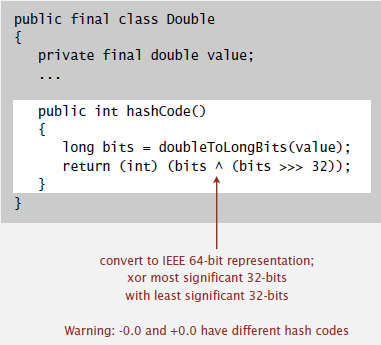 public final class Double
{
private final double value;
...
public int hashCode()
{
long bits = doubleToLongBits(value);
return (int) (bits ^ (bits >>> 32));
}
}
convert to IEEE 64-bit representation;
xor most significant 32-bits
with least significant 32-bits
Warning: -0.0 and +0.0 have different hash codes